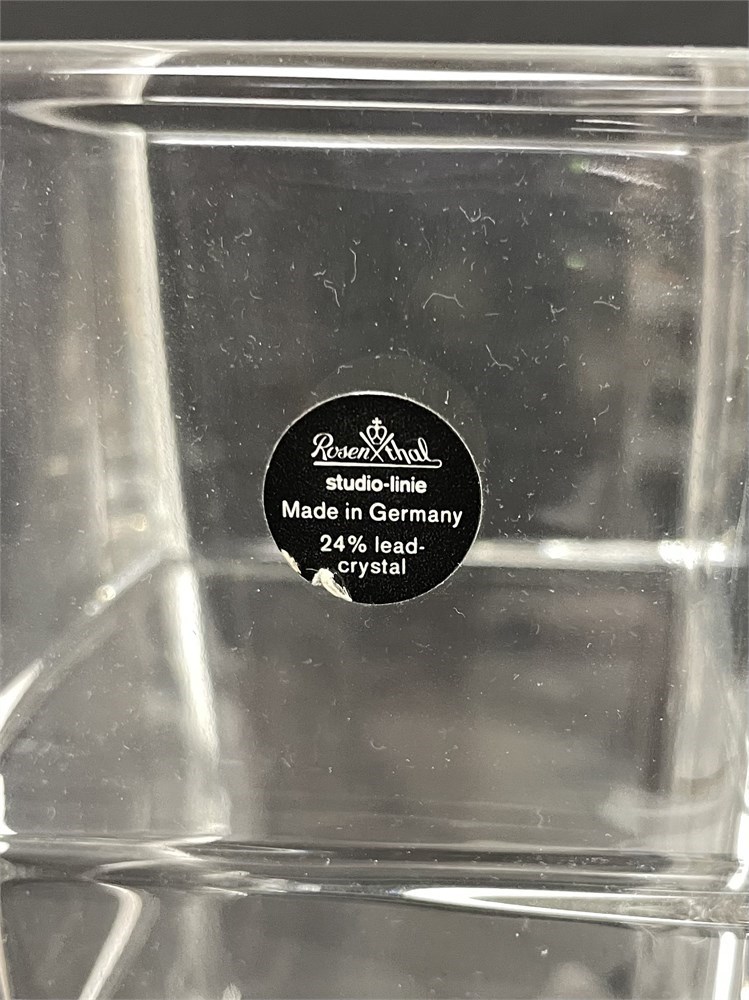 Rosenthal
studio-linie
Made in Germany
24% lead-
crystal